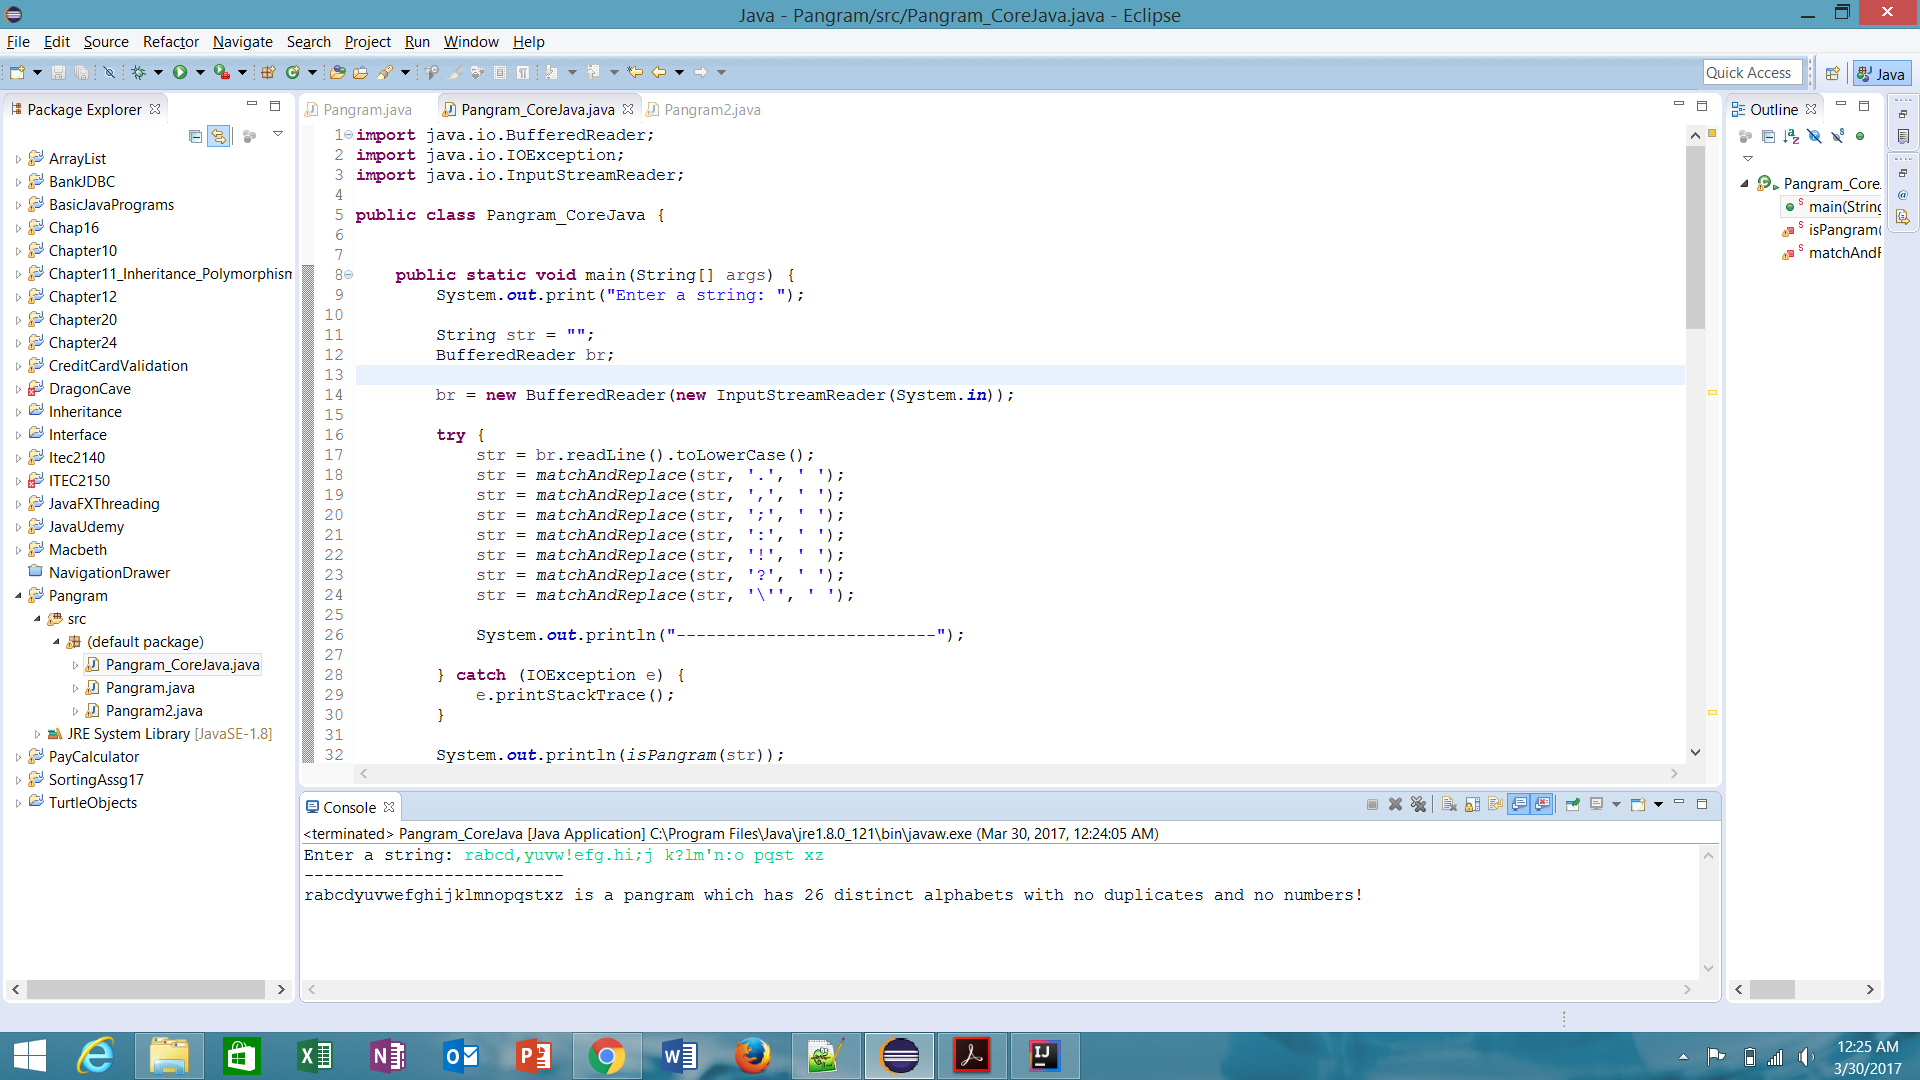 Java - Pangram/src/Pangram_CoreJava.java - Eclipse
File Edit Source Refactor Navigate Search Project Run Window Help
Quick Access
Java
Package Explorer
ArrayList
BankJDBC
BasicJavaPrograms
Chap16
Chapter10
Chapter11_Inheritance_Polymorphism
Chapter12
Chapter20
Chapter24
CreditCardValidation
DragonCave
Inheritance
Interface
Itec2140
ITEC2150
JavaFXThreading
JavaUdemy
Macbeth
NavigationDrawer
Pangram
src
(default package)
Pangram_CoreJava.java
Pangram.java
Pangram2.java
JRE System Library [JavaSE-1.8]
PayCalculator
SortingAssg17
TurtleObjects
Pangram.java Pangram_CoreJava.java Pangram2.java
1 import java.io.BufferedReader;
2 import java.io.IOException;
3 import java.io.InputStreamReader;
4
5 public class Pangram_CoreJava {
6
7
8     public static void main(String[] args) {
9         System.out.print("Enter a string: ");
10
11         String str = "";
12         BufferedReader br;
13
14         br = new BufferedReader(new InputStreamReader(System.in));
15
16         try {
17             str = br.readLine().toLowerCase();
18             str = matchAndReplace(str, '.', ' ');
19             str = matchAndReplace(str, ',', ' ');
20             str = matchAndReplace(str, ';', ' ');
21             str = matchAndReplace(str, ':', ' ');
22             str = matchAndReplace(str, '!', ' ');
23             str = matchAndReplace(str, '?', ' ');
24             str = matchAndReplace(str, '\'', ' ');
25
26             System.out.println("--------------------------");
27
28         } catch (IOException e) {
29             e.printStackTrace();
30         }
31
32         System.out.println(isPangram(str));
Outline
Pangram_Core
main(String
isPangram(
matchAndR
Console
<terminated> Pangram_CoreJava [Java Application] C:\Program Files\Java\jre1.8.0_121\bin\javaw.exe (Mar 30, 2017, 12:24:05 AM)
Enter a string: rabcd,yuvw!efg.hi;j k?lm'n:o pqst xz
--------------------------
rabcdyuvwefghijklmnopqstxz is a pangram which has 26 distinct alphabets with no duplicates and no numbers!
12:25 AM
3/30/2017